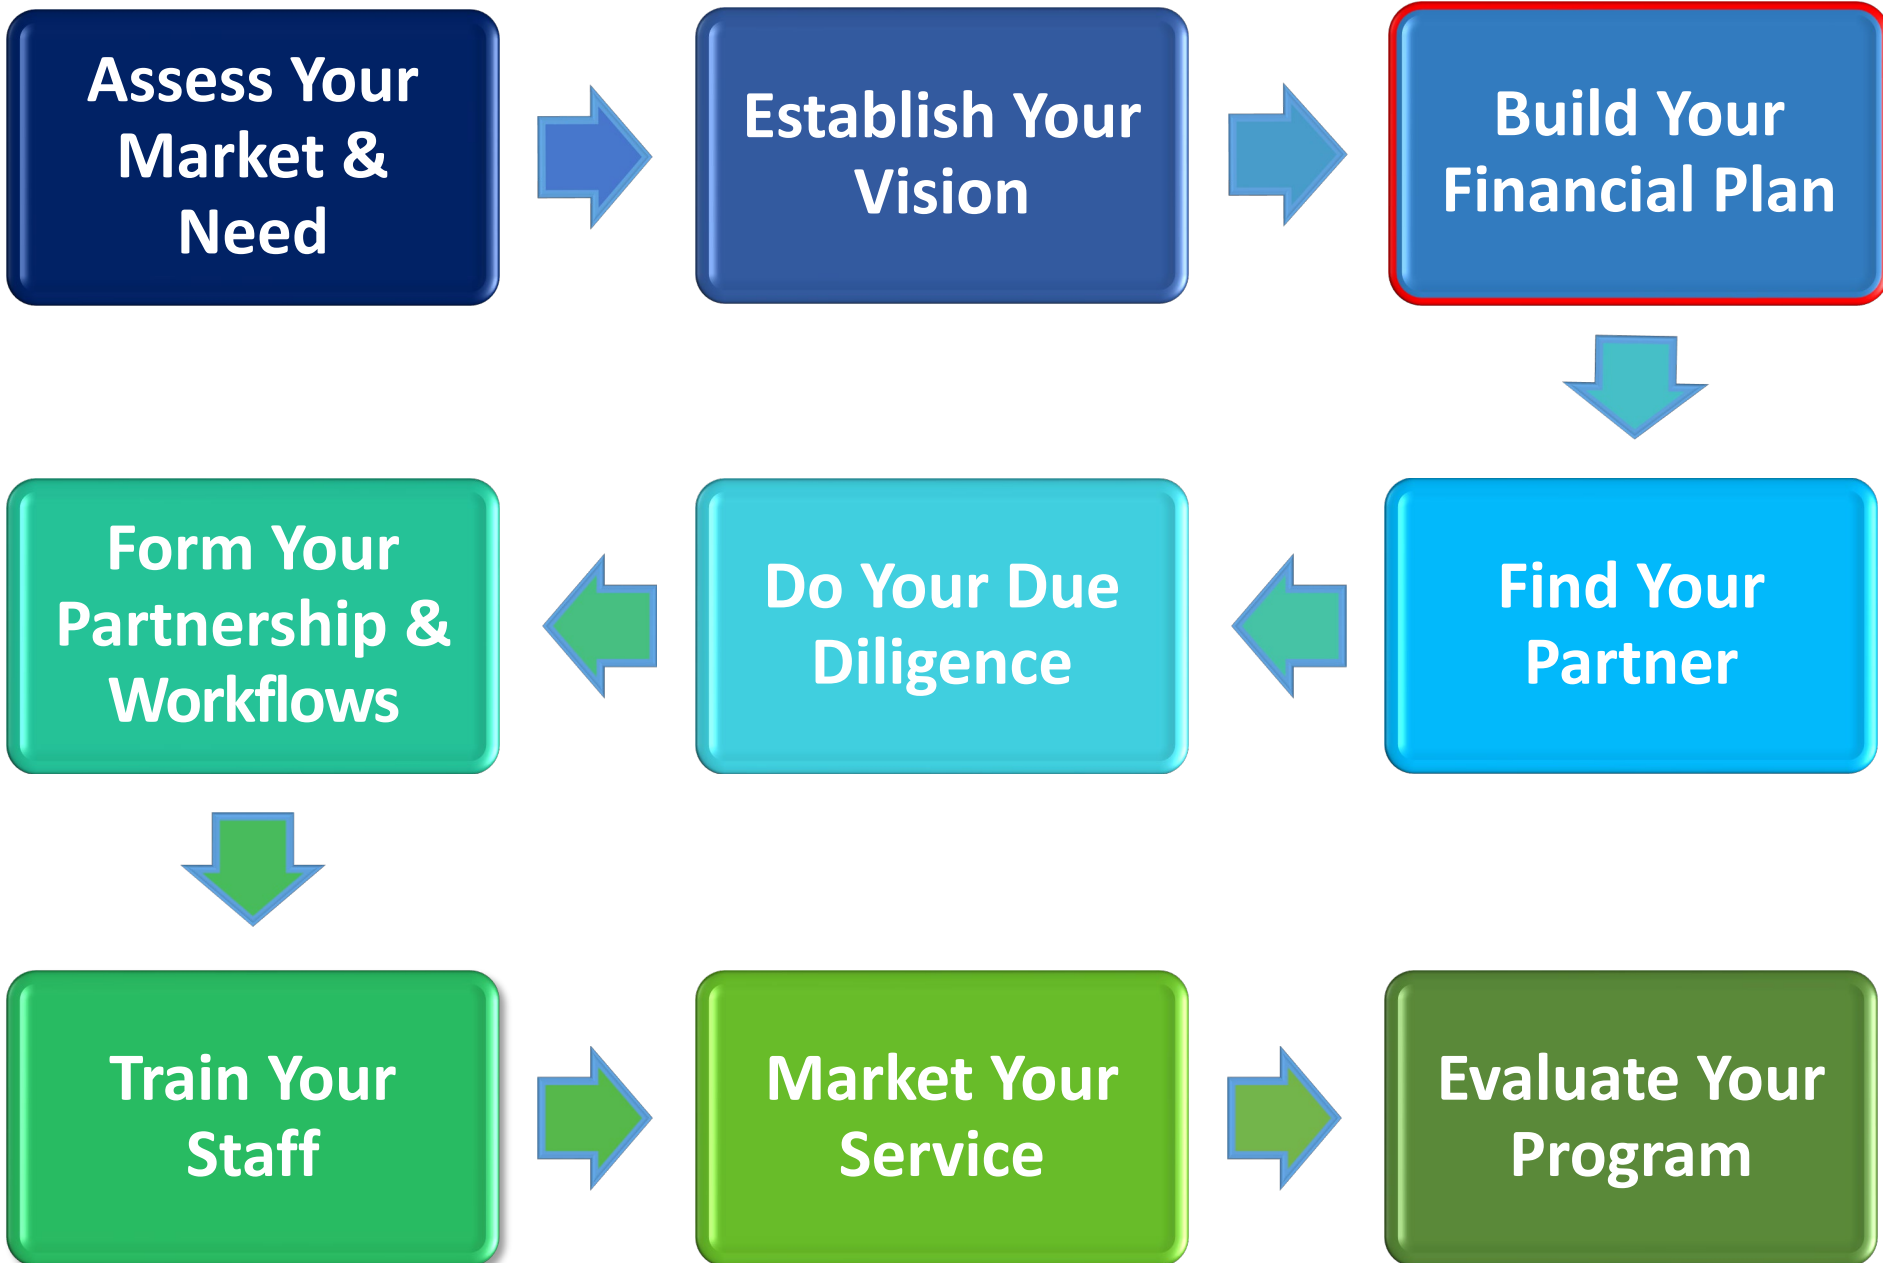 Assess Your
Market &
Need
Establish Your
Vision
Build Your
Financial Plan
Find Your
Partner
Do Your Due
Diligence
Form Your
Partnership &
Workflows
Train Your
Staff
Market Your
Service
Evaluate Your
Program